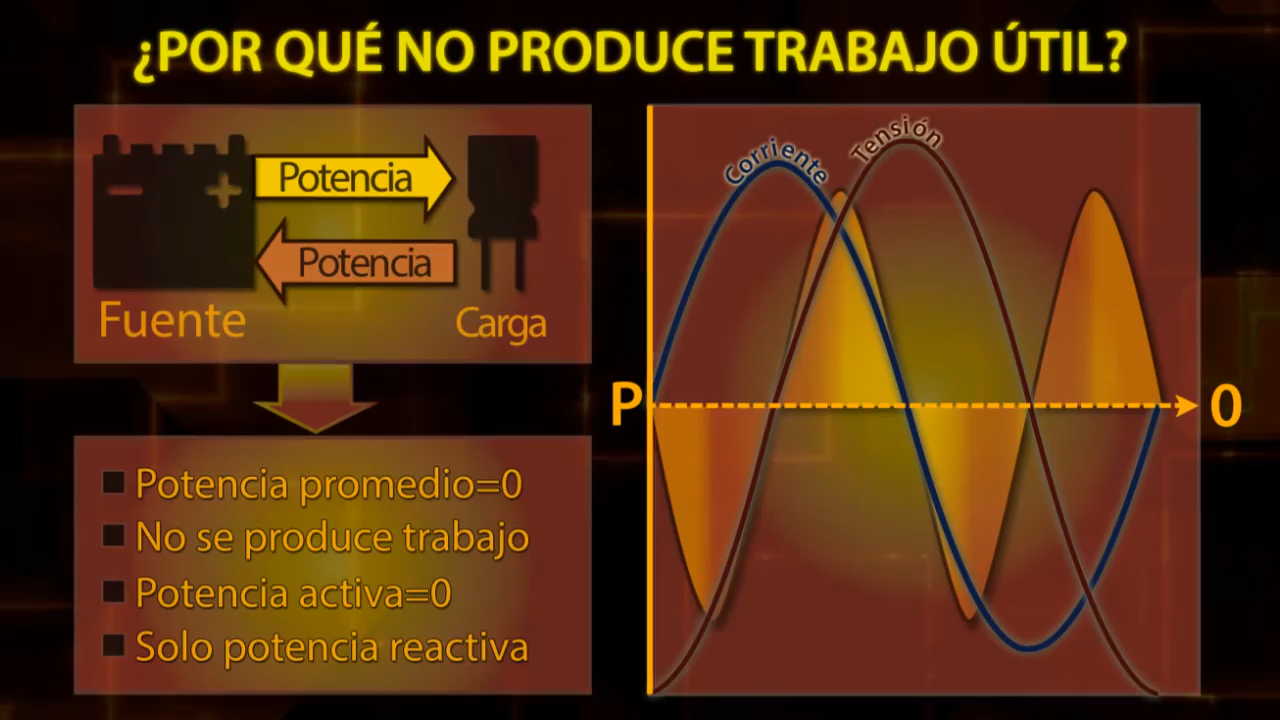 ¿POR QUÉ NO PRODUCE TRABAJO ÚTIL?
Potencia
Potencia
Fuente
Carga
Potencia promedio=0
No se produce trabajo
Potencia activa=0
Solo potencia reactiva
Corriente
Tensión
P
0